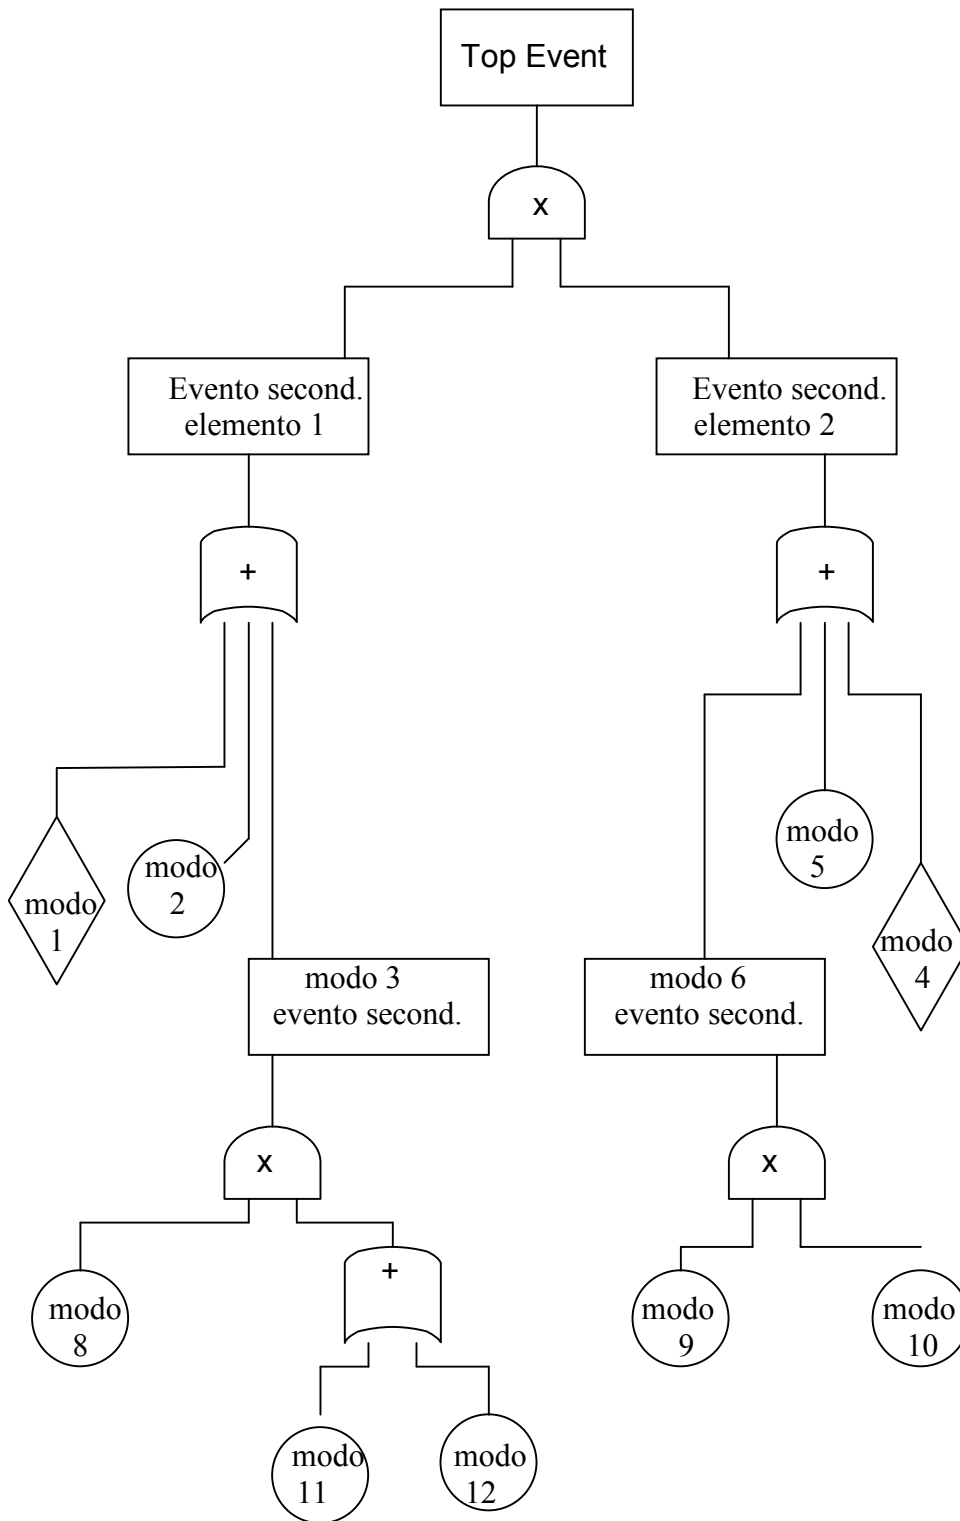 Top Event
x
Evento second.
elemento 1
Evento second.
elemento 2
+
+
modo
1
modo
2
modo
5
modo
4
modo 3
evento second.
modo 6
evento second.
x
x
+
modo
8
modo
9
modo
10
modo
11
modo
12